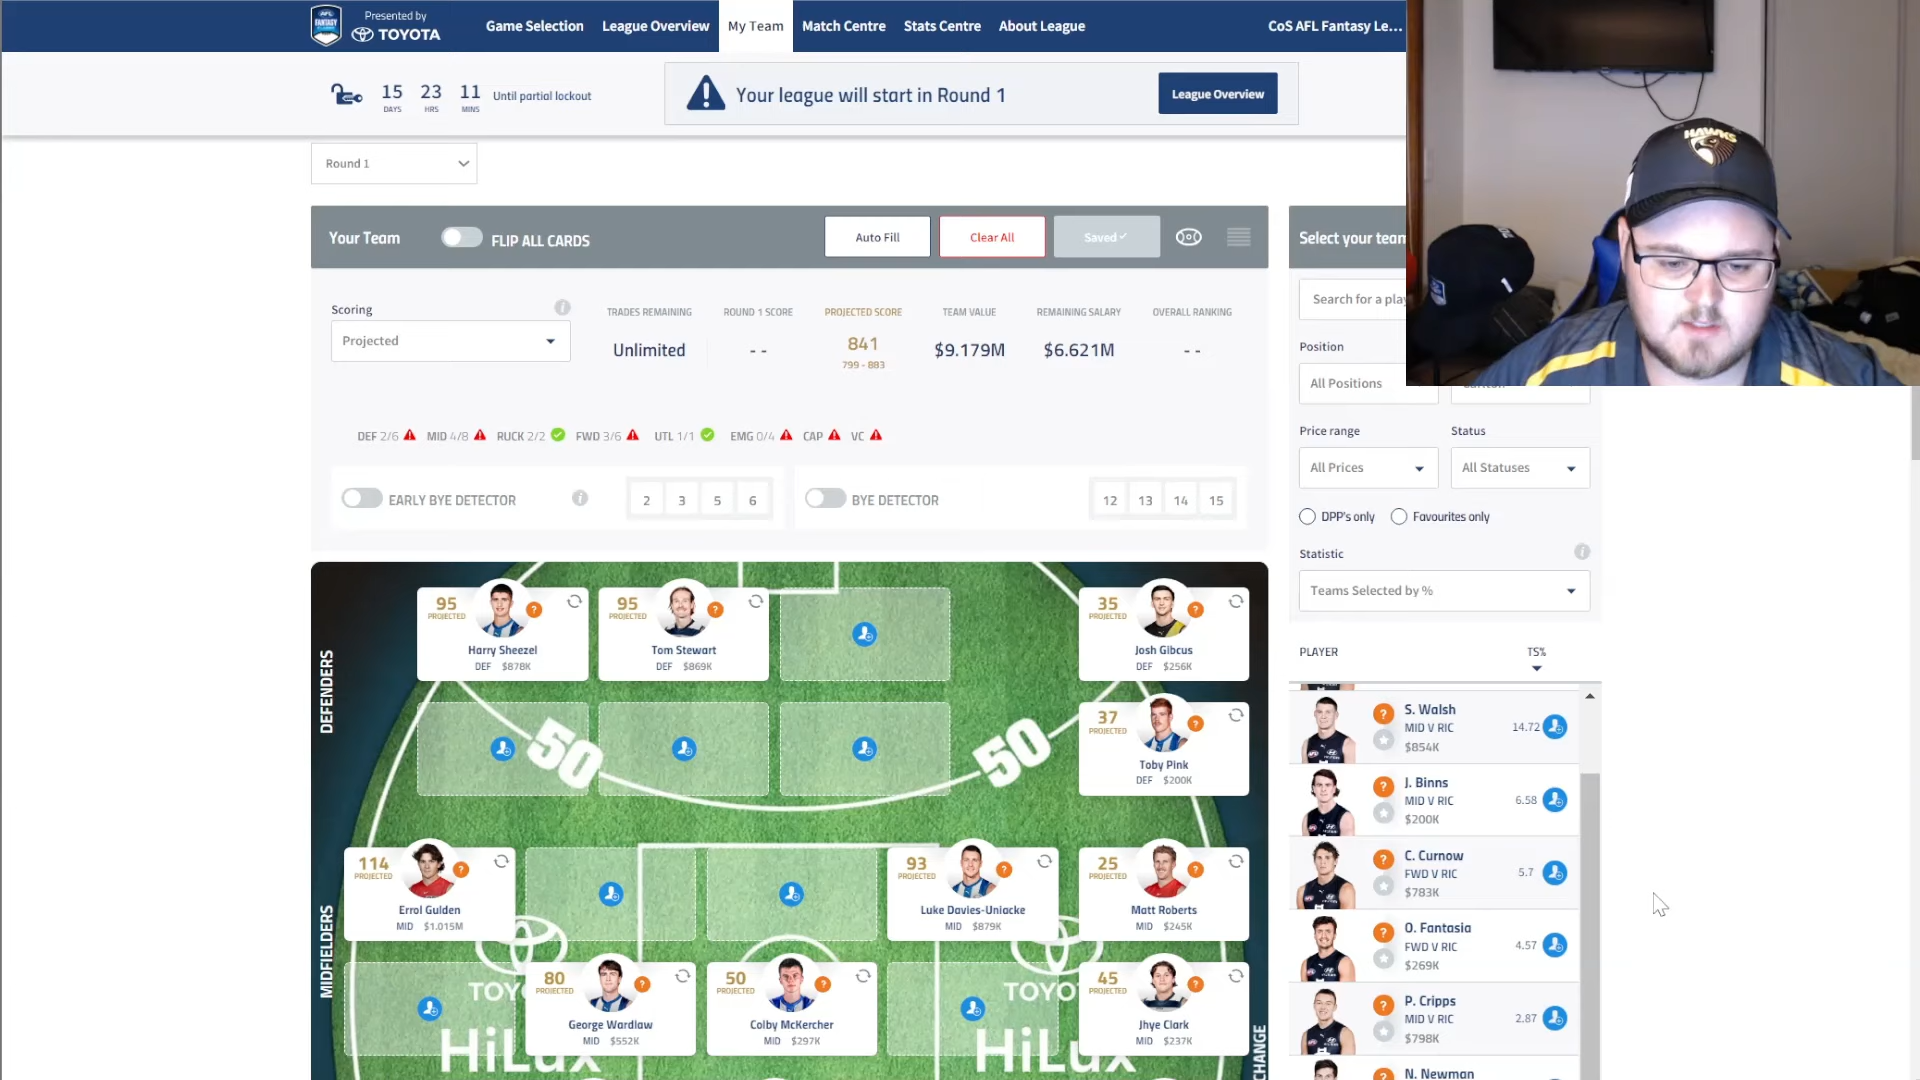 Presented by
TOYOTA
FANTASY
Game Selection
League Overview
My Team
Match Centre
Stats Centre
About League
CoS AFL Fantasy Le...
15 23 11 Until partial lockout
DAYS HRS MINS
Your league will start in Round 1
League Overview
Round 1
Your Team
FLIP ALL CARDS
Auto Fill
Clear All
Saved
Scoring
Projected
TRADES REMAINING
Unlimited
ROUND 1 SCORE
- -
PROJECTED SCORE
841
799 - 883
TEAM VALUE
$9.179M
REMAINING SALARY
$6.621M
OVERALL RANKING
- -
DEF 2/6 MID 4/8 RUCK 2/2 FWD 3/6 UTL 1/1 EMG 0/4 CAP VC
EARLY BYE DETECTOR
2 3 5 6
BYE DETECTOR
12 13 14 15
DEFENDERS
95
PROJECTED
Harry Sheezel
DEF $878K
95
PROJECTED
Tom Stewart
DEF $869K
35
PROJECTED
Josh Gibcus
DEF $256K
50
50
37
PROJECTED
Toby Pink
DEF $200K
MIDFIELDERS
114
PROJECTED
Errol Gulden
MID $1.015M
93
PROJECTED
Luke Davies-Uniacke
MID $879K
25
PROJECTED
Matt Roberts
MID $245K
80
PROJECTED
George Wardlaw
MID $552K
50
PROJECTED
Colby McKercher
MID $297K
45
PROJECTED
Jhye Clark
MID $237K
HiLux
CHANGE
Select your team
Search for a play
Position
All Positions
Price range
All Prices
Status
All Statuses
DPP's only
Favourites only
Statistic
Teams Selected by %
PLAYER
TS%
S. Walsh
MID V RIC
$854K
14.72
J. Binns
MID V RIC
$200K
6.58
C. Curnow
FWD V RIC
$783K
5.7
O. Fantasia
FWD V RIC
$269K
4.57
P. Cripps
MID V RIC
$798K
2.87
N. Newman
HAWKS